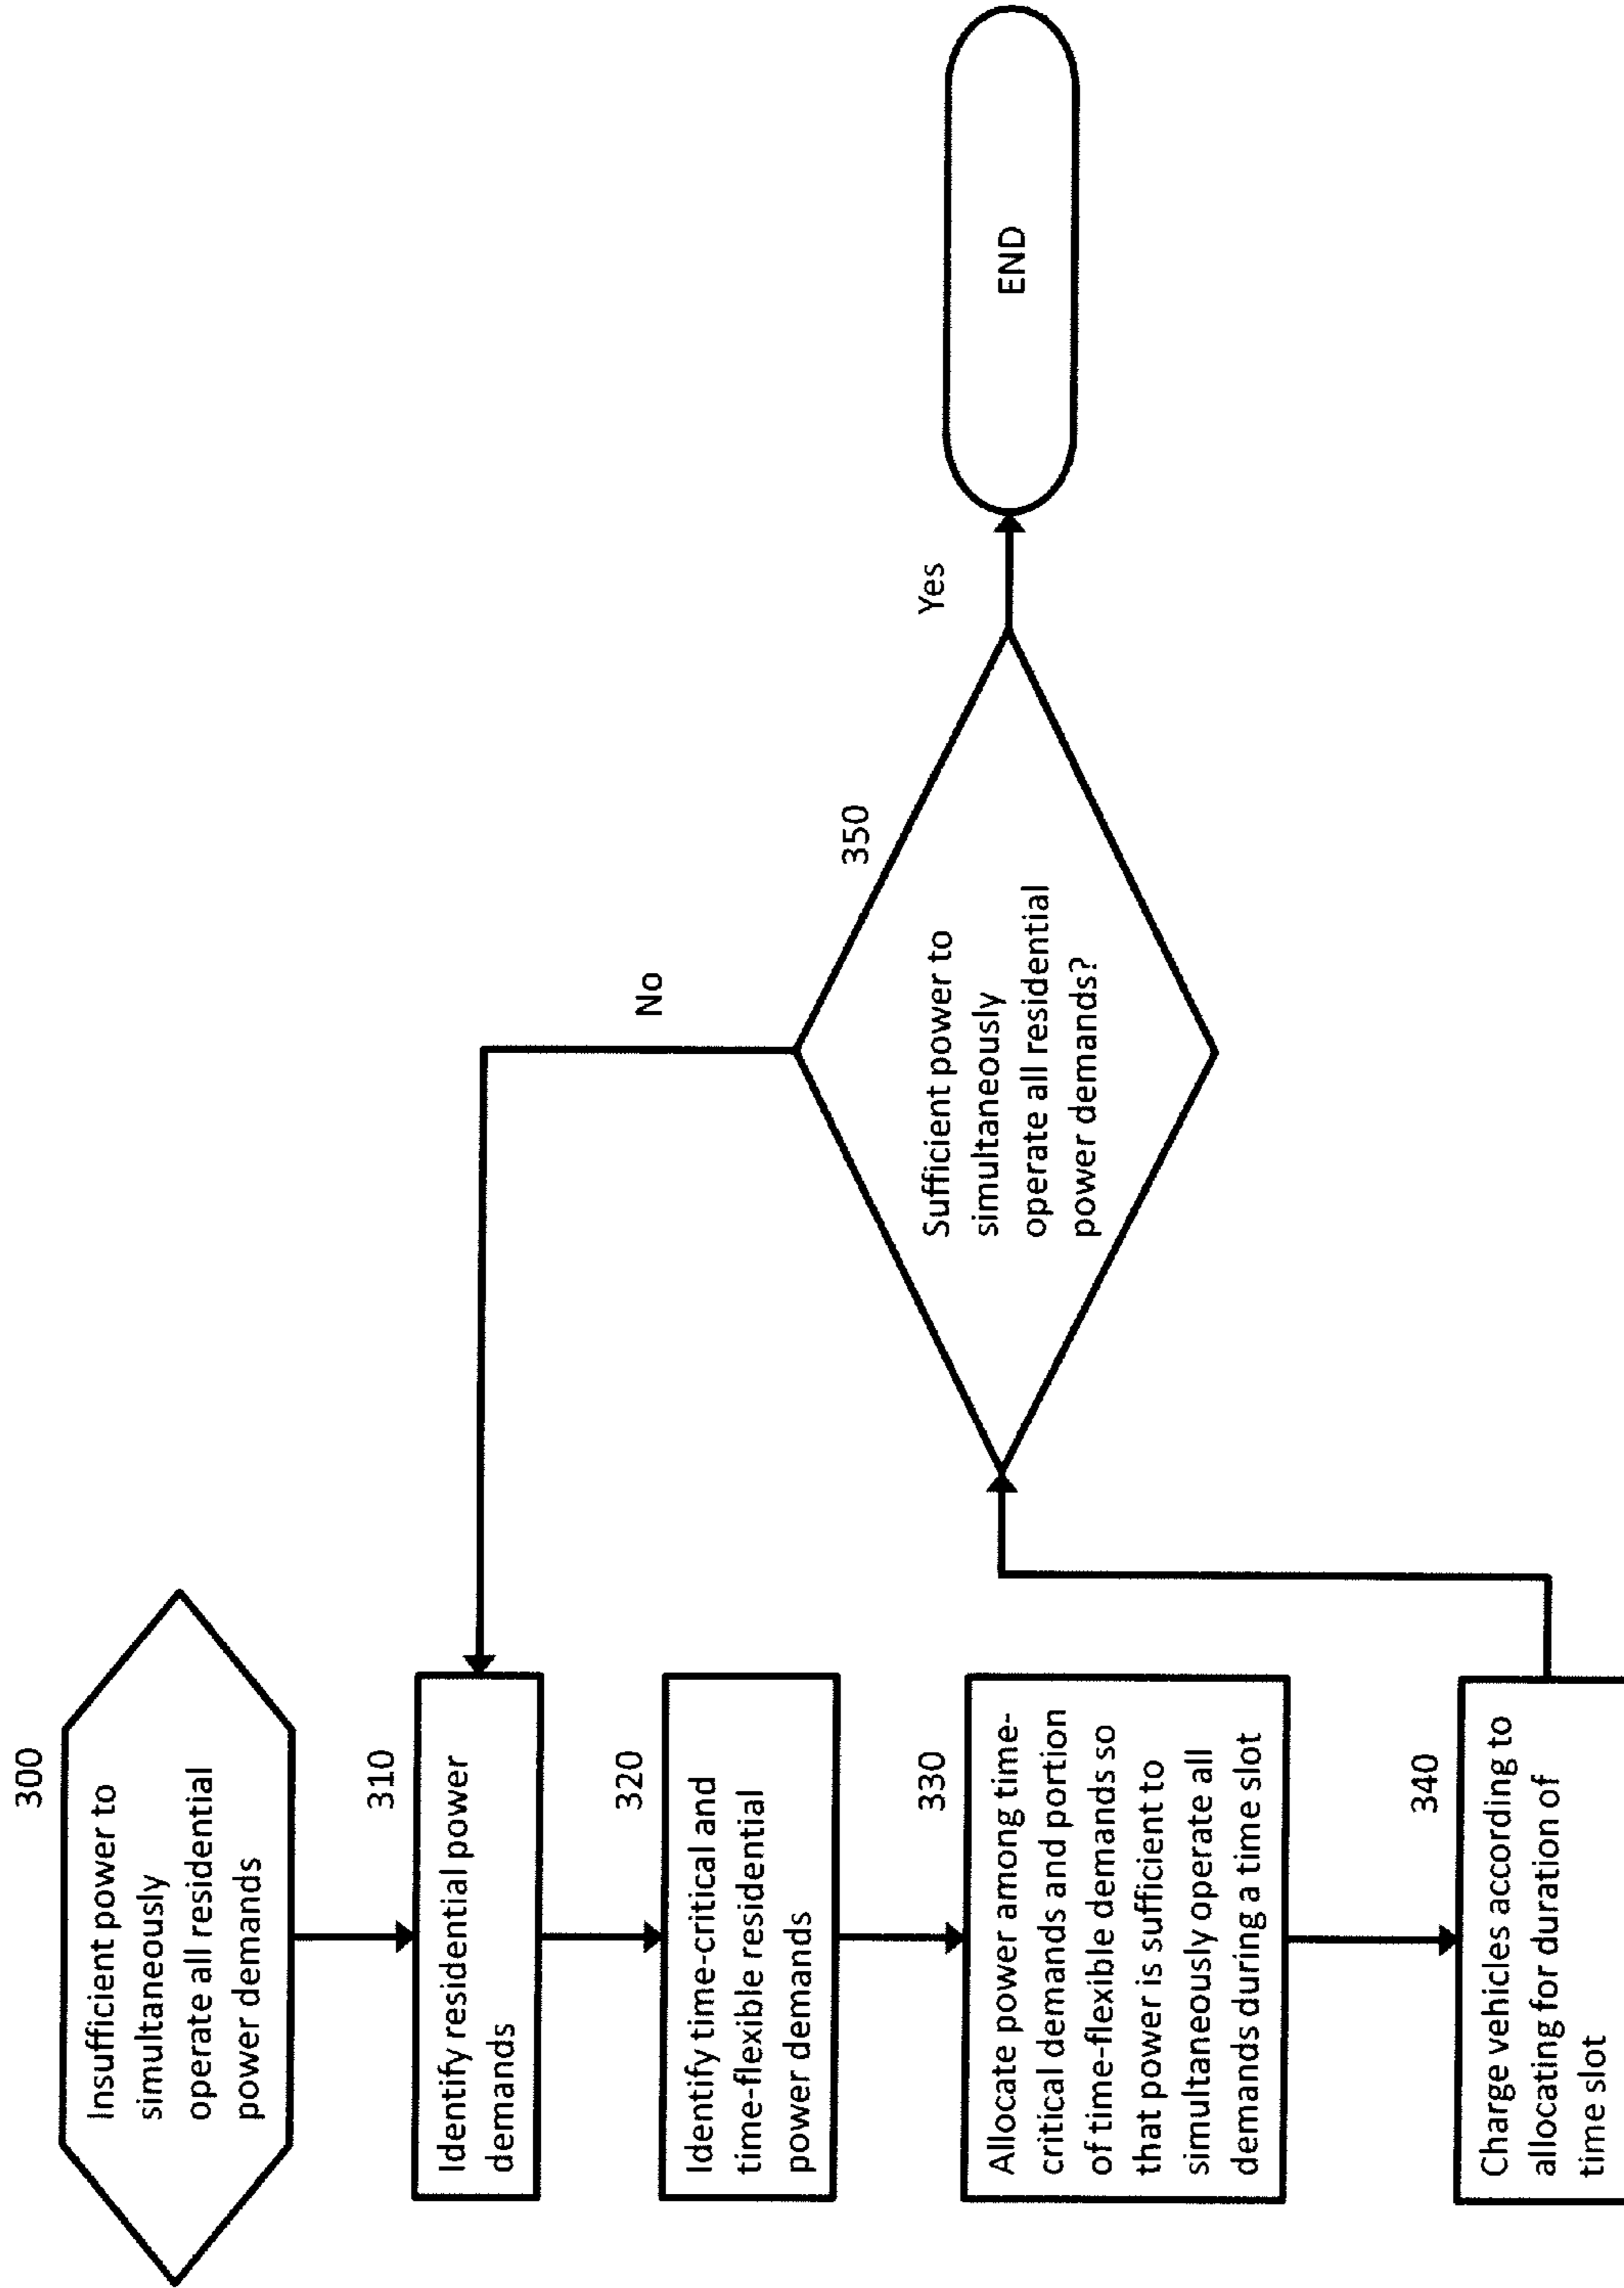 300
Insufficient power to
simultaneously
operate all residential
power demands
310
Identify residential power
demands
320
Identify time-critical and
time-flexible residential
power demands
330
Allocate power among time-
critical demands and portion
of time-flexible demands so
that power is sufficient to
simultaneously operate all
demands during a time slot
340
Charge vehicles according to
allocating for duration of
time slot
No
350
Sufficient power to
simultaneously
operate all residential
power demands?
Yes
END